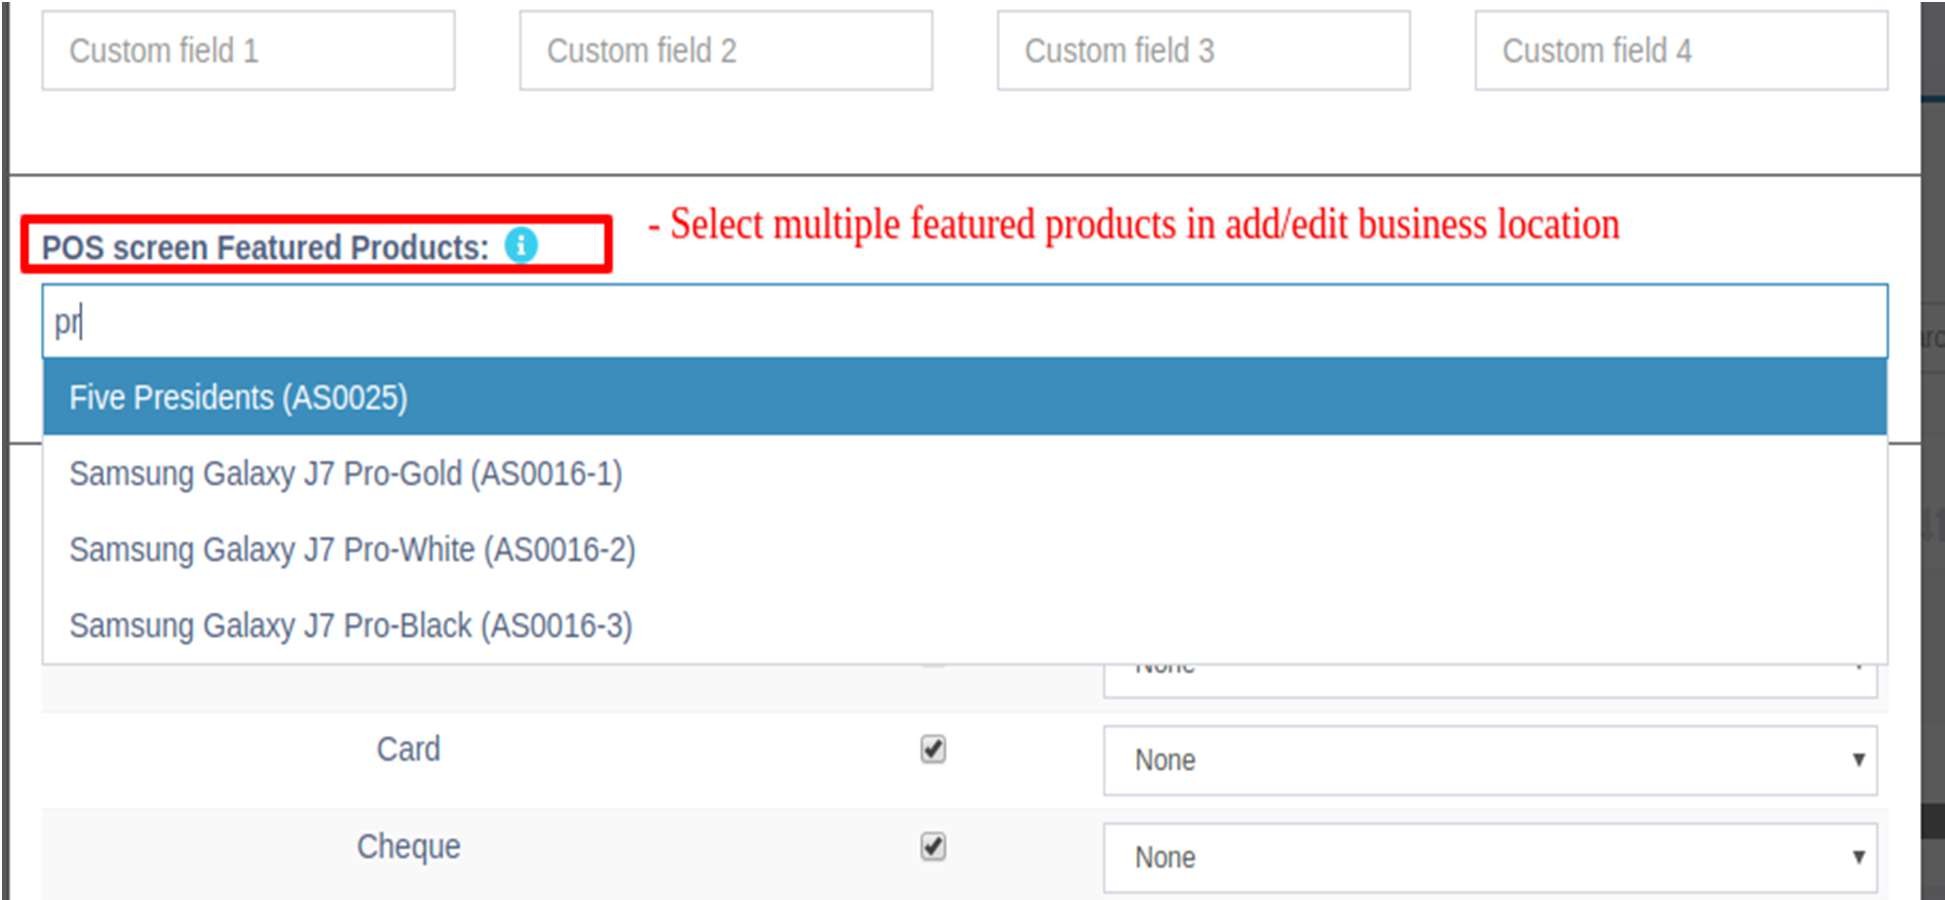 Custom field 1 Custom field 2 Custom field 3 Custom field 4
- Select multiple featured products in add/edit business location
POS screen Featured Products:
pr
Five Presidents (AS0025)
Samsung Galaxy J7 Pro-Gold (AS0016-1)
Samsung Galaxy J7 Pro-White (AS0016-2)
Samsung Galaxy J7 Pro-Black (AS0016-3)
None
Card None
Cheque None